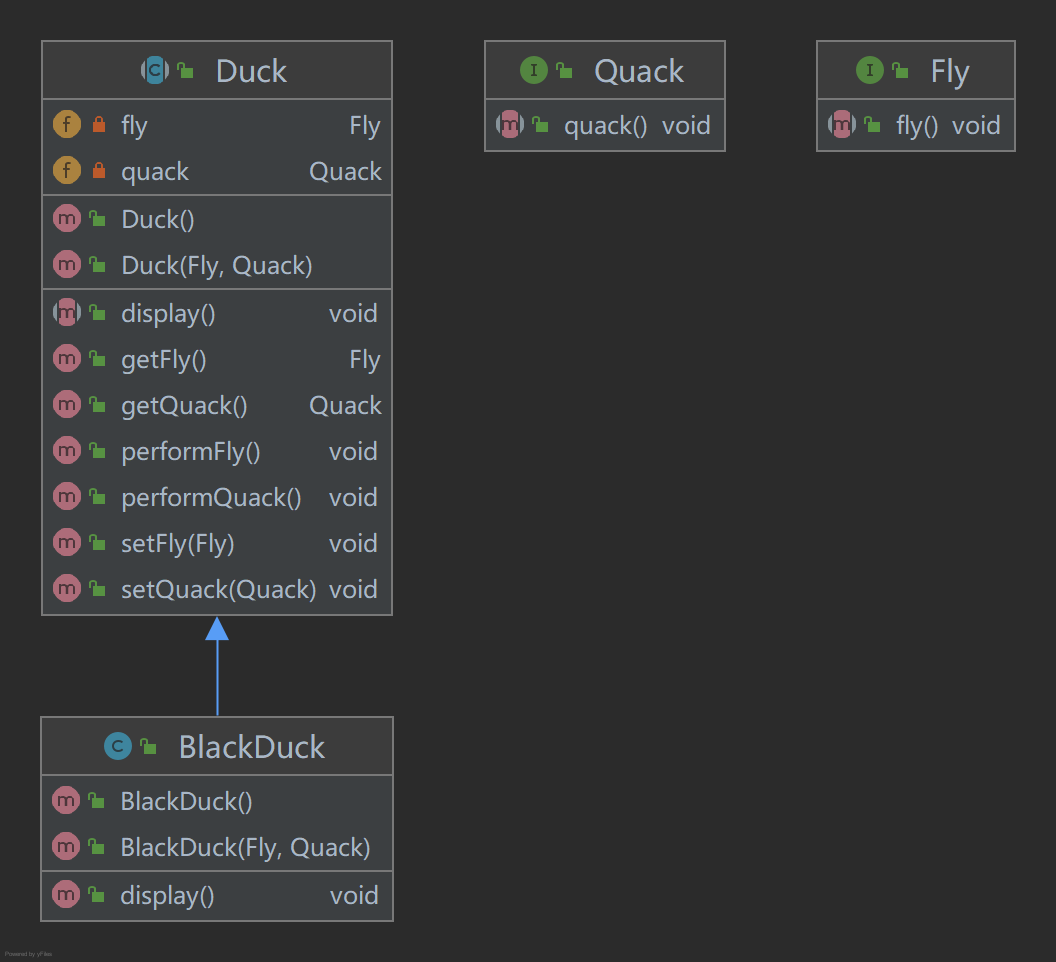 Duck
fly Fly
quack Quack
Duck()
Duck(Fly, Quack)
display() void
getFly() Fly
getQuack() Quack
performFly() void
performQuack() void
setFly(Fly) void
setQuack(Quack) void
Quack
quack() void
Fly
fly() void
BlackDuck
BlackDuck()
BlackDuck(Fly, Quack)
display() void
Powered by yFiles